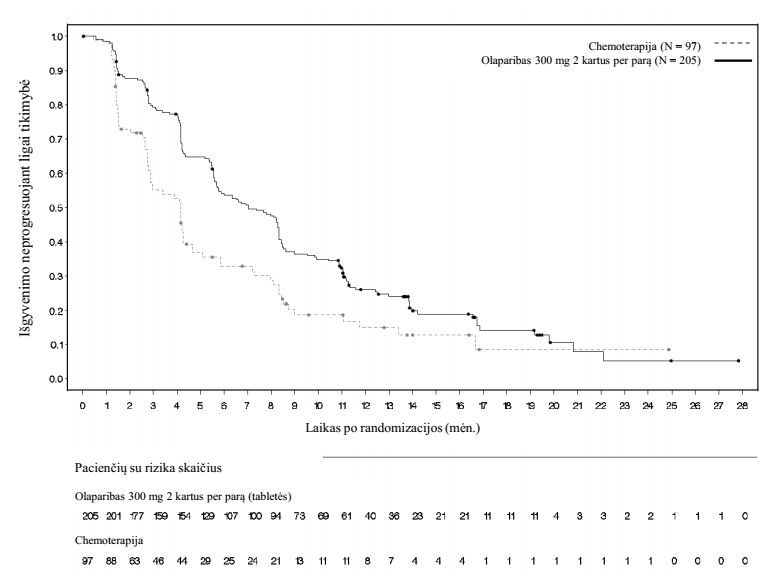 Chemoterapija (N = 97)
Olaparibas 300 mg 2 kartus per parą (N = 205)
Išgyvenimo neprogresuojant ligai tikimybė
1.0
0.9
0.8
0.7
0.6
0.5
0.4
0.3
0.2
0.1
0.0
0 1 2 3 4 5 6 7 8 9 10 11 12 13 14 15 16 17 18 19 20 21 22 23 24 25 26 27 28
Laikas po randomizacijos (mėn.)
Pacienčių su rizika skaičius
Olaparibas 300 mg 2 kartus per parą (tabletės)
205 201 177 159 154 129 107 100 94 73 69 61 40 36 23 21 21 11 11 11 4 3 3 2 2 1 1 1 0
Chemoterapija
97 88 63 46 44 29 25 24 21 13 11 11 8 7 4 4 4 1 1 1 1 1 1 1 1 0 0 0 0